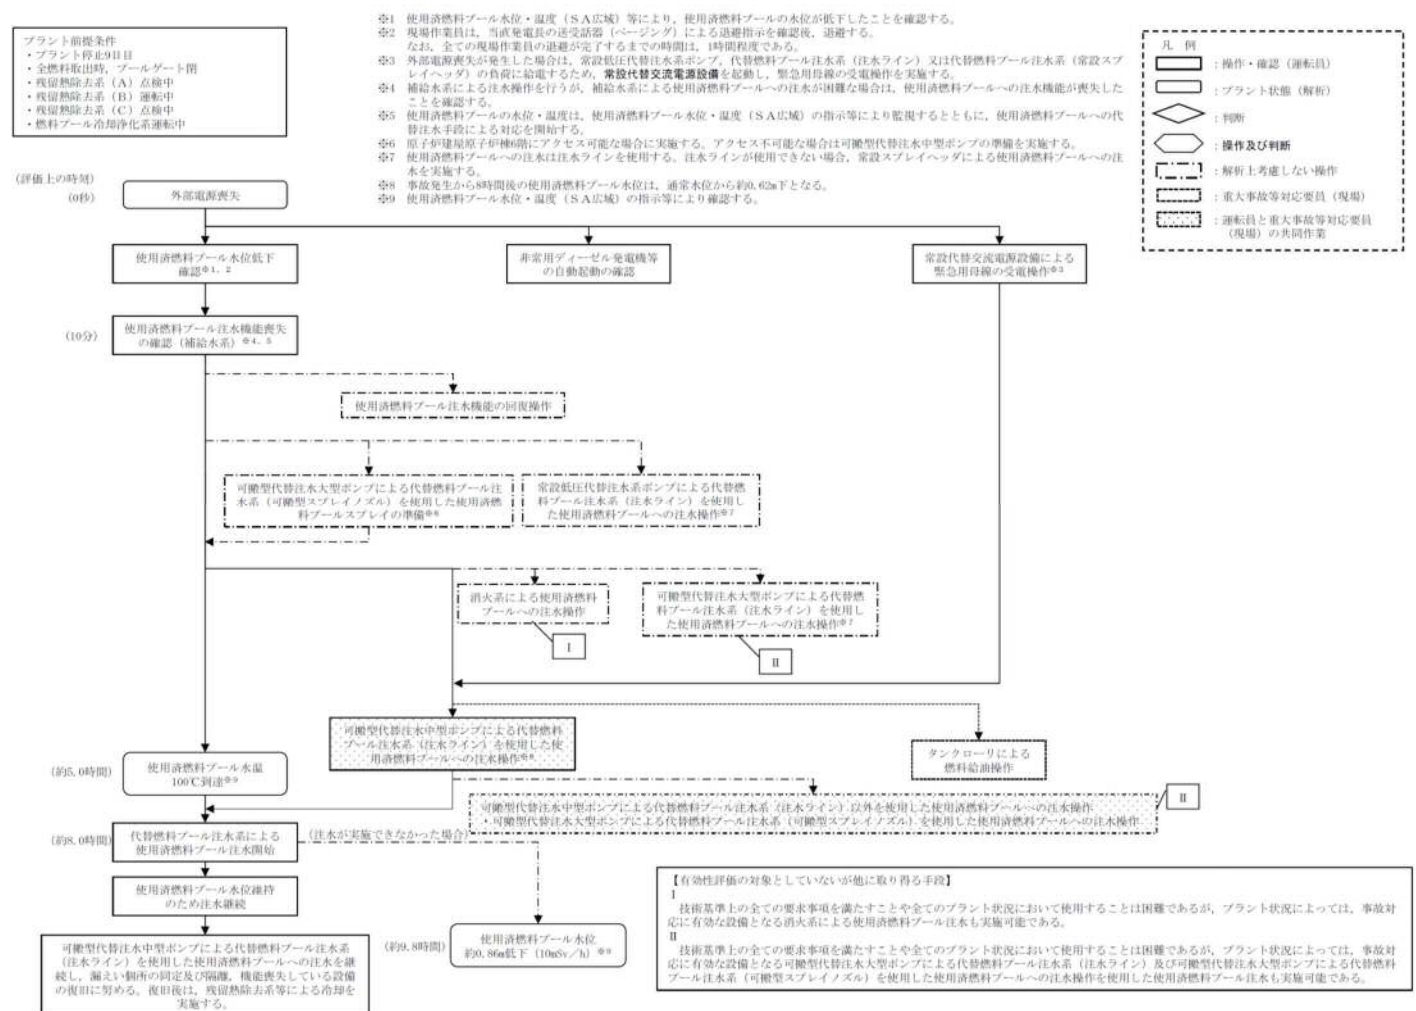 プラント前提条件
・プラント停止9日目
・全燃料取出時，プールゲート閉
・残留熱除去系（A）点検中
・残留熱除去系（B）運転中
・残留熱除去系（C）点検中
・燃料プール冷却浄化系運転中
※1 使用済燃料プール水位・温度（ＳＡ広域）等により，使用済燃料プールの水位が低下したことを確認する。
※2 現場作業員は，当直発電長の送受話器（ページング）による退避指示を確認後，退避する。
なお，全ての現場作業員の退避が完了するまでの時間は，1時間程度である。
※3 外部電源喪失が発生した場合は，常設低圧代替注水系ポンプ，代替燃料プール注水系（注水ライン）又は代替燃料プール注水系（常設スプ
レイヘッダ）の負荷に給電するため，常設代替交流電源設備を起動し，緊急用母線の受電操作を実施する。
※4 補給水系による注水操作を行うが，補給水系による使用済燃料プールへの注水が困難な場合は，使用済燃料プールへの注水機能が喪失し
たことを確認する。
※5 使用済燃料プールの水位・温度は，使用済燃料プール水位・温度（ＳＡ広域）の指示等により監視するとともに，使用済燃料プールへの代
替注水手段による対応を開始する。
※6 原子炉建屋原子炉棟6階にアクセス可能な場合に実施する。アクセス不可能な場合は可搬型代替注水中型ポンプの準備を実施する。
※7 使用済燃料プールへの注水は注水ラインを使用する。注水ラインが使用できない場合，常設スプレイヘッダによる使用済燃料プールへの注
水を実施する。
※8 事故発生から8時間後の使用済燃料プール水位は，通常水位から約0.62m下となる。
※9 使用済燃料プール水位・温度（ＳＡ広域）の指示等により確認する。
凡 例
：操作・確認（運転員）
：プラント状態（解析）
：判断
：操作及び判断
：解析上考慮しない操作
：重大事故等対応要員（現場）
：運転員と重大事故等対応要員
（現場）の共同作業
（評価上の時刻）
（0秒）
外部電源喪失
使用済燃料プール水位低下
確認※1，2
非常用ディーゼル発電機等
の自動起動の確認
常設代替交流電源設備による
緊急用母線の受電操作※3
（10分）
使用済燃料プール注水機能喪失
の確認（補給水系）※4，5
使用済燃料プール注水機能の回復操作
可搬型代替注水大型ポンプによる代替燃料プール注
水系（可搬型スプレイノズル）を使用した使用済燃
料プールスプレイの準備※6
常設低圧代替注水系ポンプによる代替燃
料プール注水系（注水ライン）を使用し
た使用済燃料プールへの注水操作※7
消火系による使用済燃料
プールへの注水操作
Ⅰ
可搬型代替注水大型ポンプによる代替燃
料プール注水系（注水ライン）を使用し
た使用済燃料プールへの注水操作※7
Ⅱ
可搬型代替注水中型ポンプによる代替燃料
プール注水系（注水ライン）を使用した使
用済燃料プールへの注水操作※8
タンクローリによる
燃料給油操作
（約5.0時間）
使用済燃料プール水温
100℃到達※9
可搬型代替注水中型ポンプによる代替燃料プール注水系（注水ライン）以外を使用した使用済燃料プールへの注水操作
・可搬型代替注水大型ポンプによる代替燃料プール注水系（可搬型スプレイノズル）を使用した使用済燃料プールへの注水操作
Ⅱ
（約8.0時間）
代替燃料プール注水系による
使用済燃料プール注水開始
（注水が実施できなかった場合）
使用済燃料プール水位維持
のため注水継続
（約9.8時間）
使用済燃料プール水位
約0.86m低下（10mSv／h）※9
可搬型代替注水中型ポンプによる代替燃料プール注水系
（注水ライン）を使用した使用済燃料プールへの注水を継
続し，漏えい個所の同定及び隔離，機能喪失している設備
の復旧に努める。復旧後は，残留熱除去系等による冷却を
実施する。
【有効性評価の対象としていないが他に取り得る手段】
Ⅰ
技術基準上の全ての要求事項を満たすことや全てのプラント状況において使用することは困難であるが，プラント状況によっては，事故
対応に有効な設備となる消火系による使用済燃料プール注水も実施可能である。
Ⅱ
技術基準上の全ての要求事項を満たすことや全てのプラント状況において使用することは困難であるが，プラント状況によっては，事故対
応に有効な設備となる可搬型代替注水大型ポンプによる代替燃料プール注水系（注水ライン）及び可搬型代替注水大型ポンプによる代替燃料
プール注水系（可搬型スプレイノズル）を使用した使用済燃料プールへの注水操作を使用した使用済燃料プール注水も実施可能である。